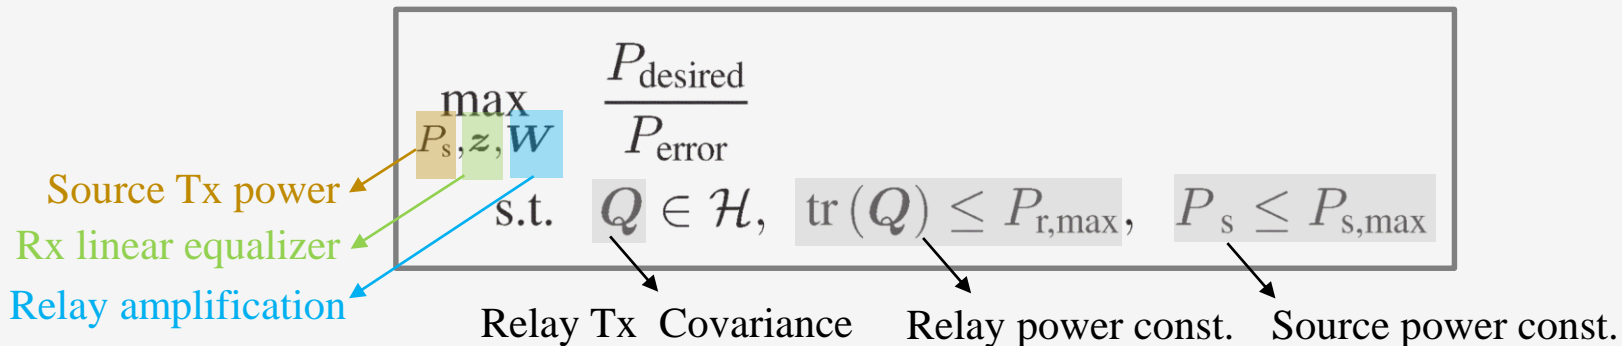 max P_desired
P_s, z, W P_error
Source Tx power
s.t. Q ∈ ℋ, tr (Q) ≤ P_r,max, P_s ≤ P_s,max
Rx linear equalizer
Relay amplification
Relay Tx Covariance Relay power const. Source power const.